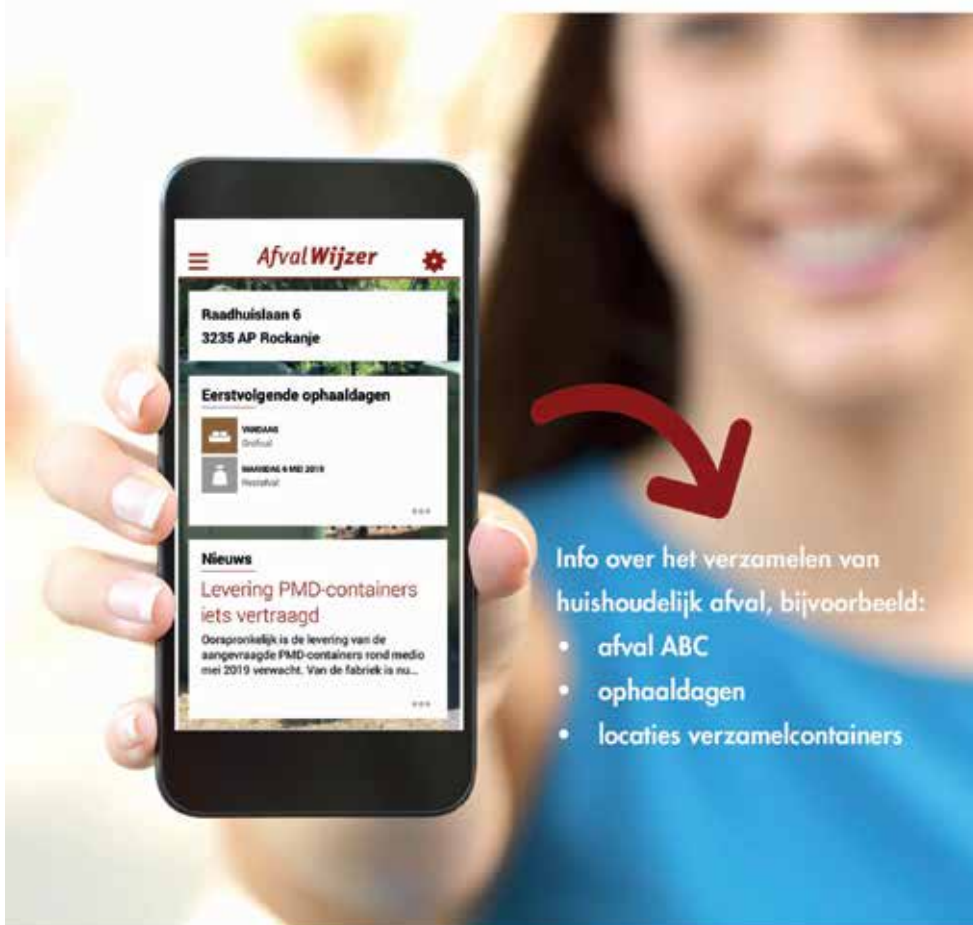 AfvalWijzer
Raadhuislaan 6
3235 AP Rockanje
Eerstvolgende ophaaldagen
VANDAAG
Grofvuil
MAANDAG 6 MEI 2019
Restafval
Nieuws
Levering PMD-containers
iets vertraagd
Oorspronkelijk is de levering van de
aangevraagde PMD-containers rond medio
mei 2019 verwacht. Van de fabriek is nu...
Info over het verzamelen van
huishoudelijk afval, bijvoorbeeld:
• afval ABC
• ophaaldagen
• locaties verzamelcontainers